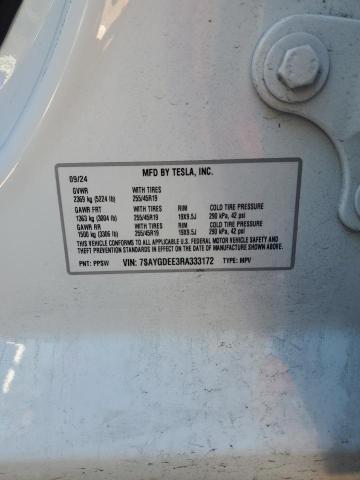 09/24 MFD BY TESLA, INC.
GVWR WITH TIRES
2369 kg (5224 lb) 255/45R19
GAWR FRT WITH TIRES RIM COLD TIRE PRESSURE
1363 kg (3004 lb) 255/45R19 19X9.5J 290 kPa, 42 psi
GAWR RR WITH TIRES RIM COLD TIRE PRESSURE
1500 kg (3306 lb) 255/45R19 19X9.5J 290 kPa, 42 psi
THIS VEHICLE CONFORMS TO ALL APPLICABLE U.S. FEDERAL MOTOR VEHICLE SAFETY AND
THEFT PREVENTION STANDARDS IN EFFECT ON THE DATE OF MANUFACTURE SHOWN ABOVE.
PNT: PPSW VIN: 7SAYGDEE3RA333172 TYPE: MPV